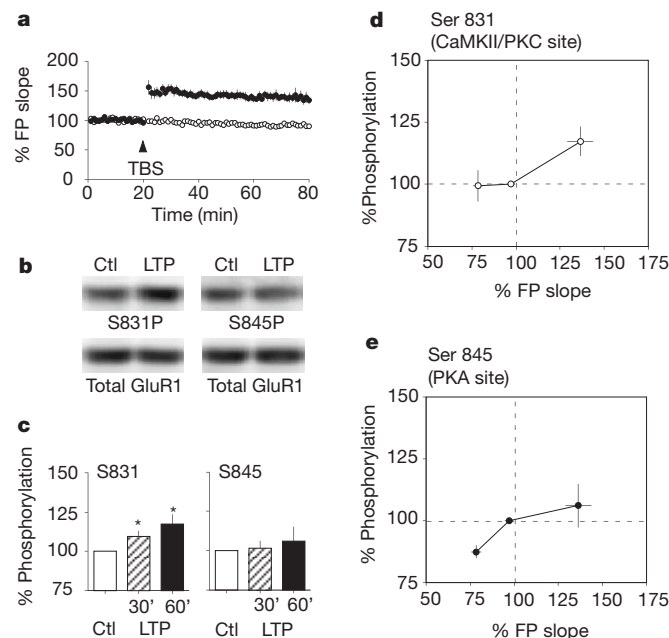 a
% FP slope
200
150
100
50
0
0
20
40
60
80
TBS
Time (min)
b
Ctl LTP
Ctl LTP
S831P
S845P
Total GluR1
Total GluR1
c
% Phosphorylation
150
125
100
75
S831
S845
*
*
30' 60'
30' 60'
Ctl LTP
Ctl LTP
d
Ser 831
(CaMKII/PKC site)
%Phosphorylation
150
125
100
75
50 75 100 125 150 175
% FP slope
e
Ser 845
(PKA site)
% Phosphorylation
150
125
100
75
50 75 100 125 150 175
% FP slope